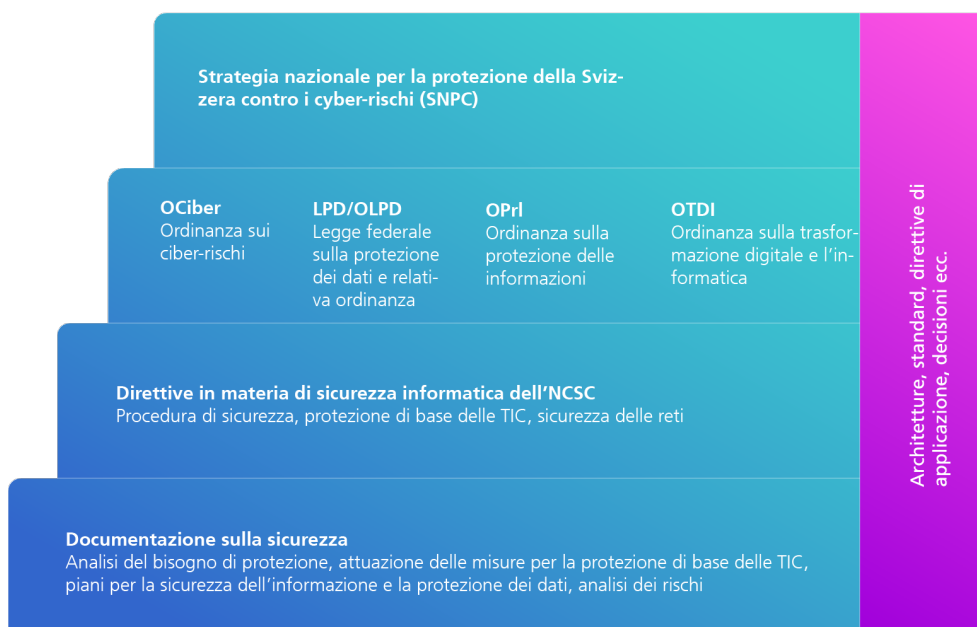 Strategia nazionale per la protezione della Sviz-
zera contro i cyber-rischi (SNPC)
OCiber
Ordinanza sui
ciber-rischi
LPD/OLPD
Legge federale
sulla protezione
dei dati e relati-
va ordinanza
OPrl
Ordinanza sulla
protezione delle
informazioni
OTDI
Ordinanza sulla trasfor-
mazione digitale e l’in-
formatica
Direttive in materia di sicurezza informatica dell’NCSC
Procedura di sicurezza, protezione di base delle TIC, sicurezza delle reti
Documentazione sulla sicurezza
Analisi del bisogno di protezione, attuazione delle misure per la protezione di base delle TIC,
piani per la sicurezza dell’informazione e la protezione dei dati, analisi dei rischi
Architetture, standard, direttive di
applicazione, decisioni ecc.